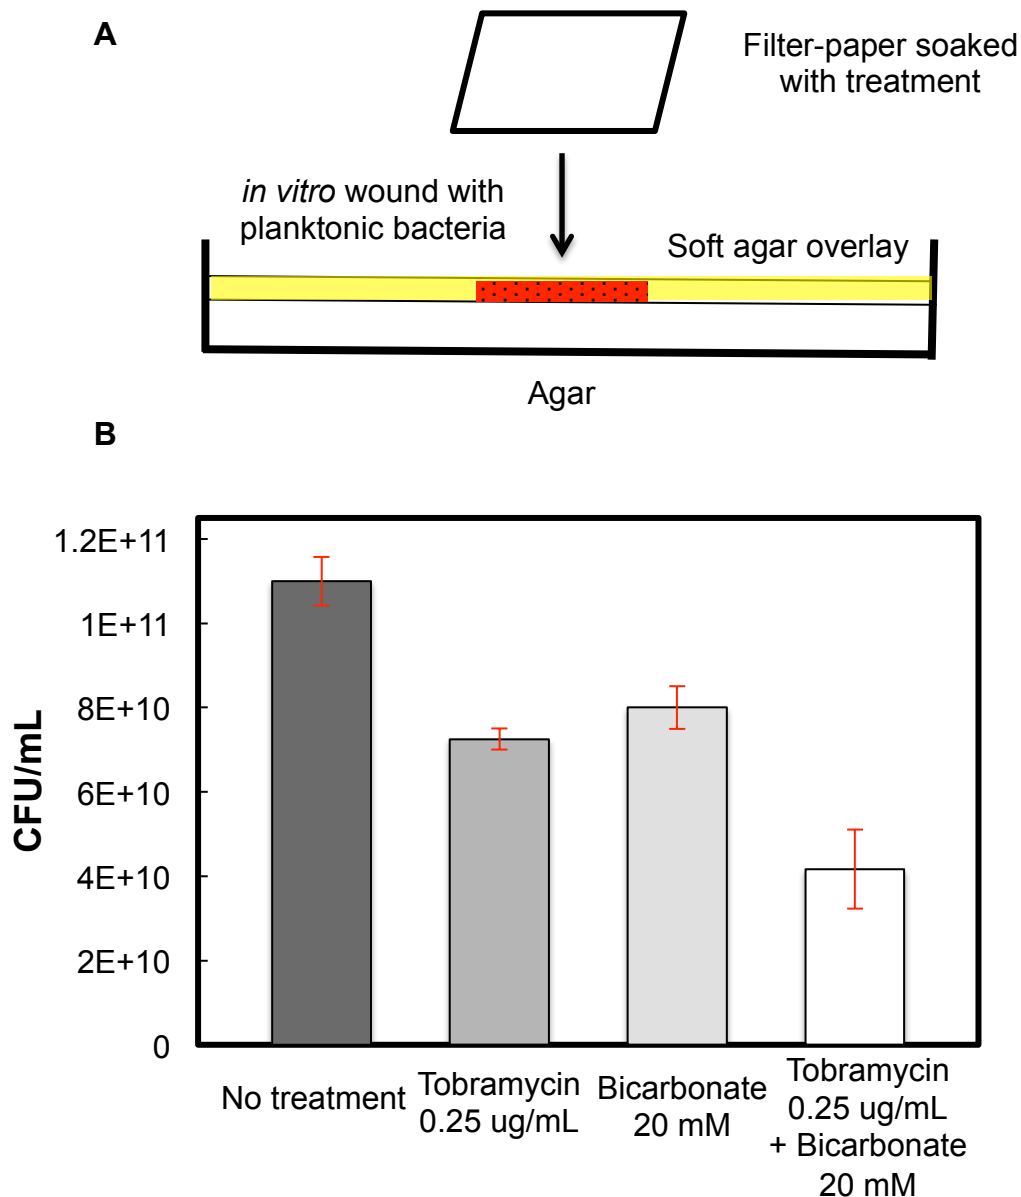 A
Filter-paper soaked
with treatment
in vitro wound with
planktonic bacteria
Soft agar overlay
Agar
B
1.2E+11
1E+11
8E+10
6E+10
4E+10
2E+10
0
CFU/mL
No treatment
Tobramycin
0.25 ug/mL
Bicarbonate
20 mM
Tobramycin
0.25 ug/mL
+ Bicarbonate
20 mM